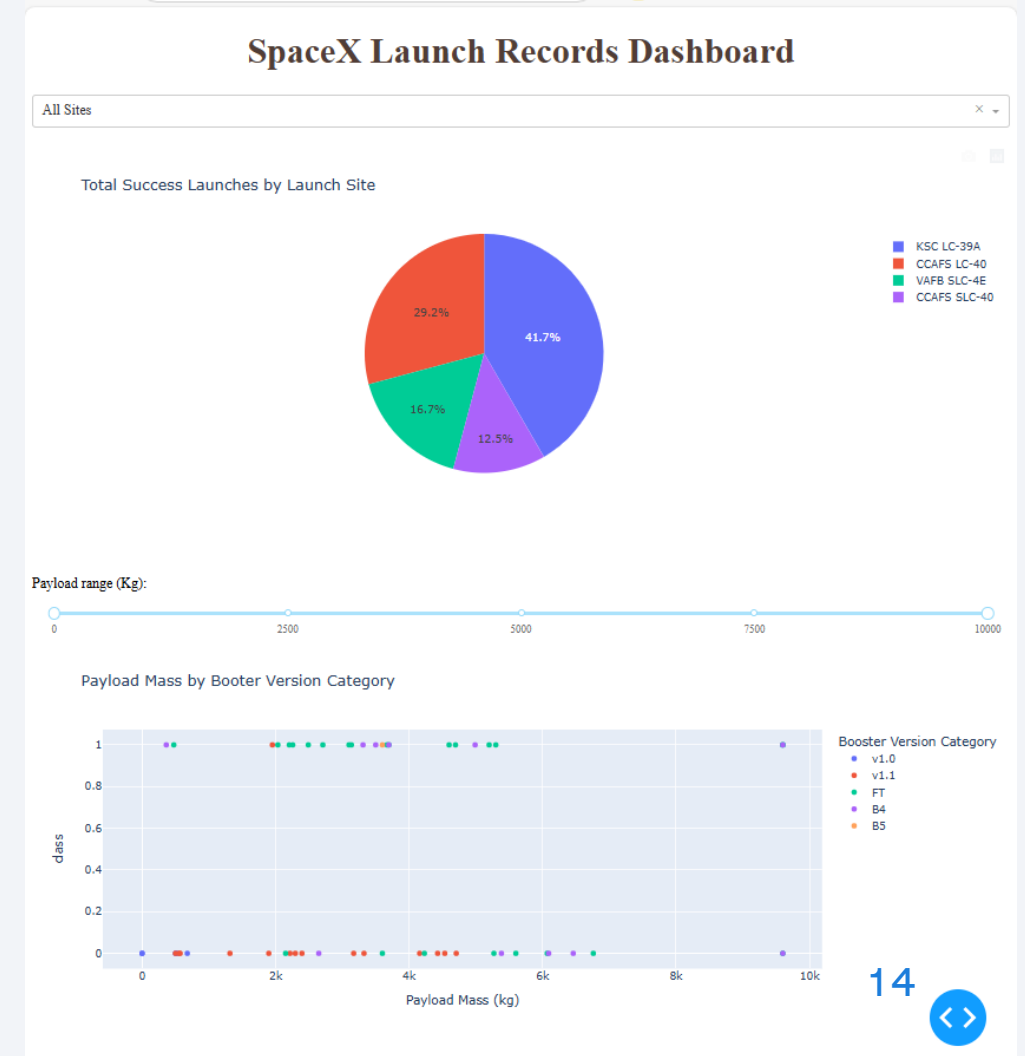 SpaceX Launch Records Dashboard
All Sites
×
Total Success Launches by Launch Site
KSC LC-39A
CCAFS LC-40
VAFB SLC-4E
CCAFS SLC-40
29.2%
41.7%
16.7%
12.5%
Payload range (Kg):
0 2500 5000 7500 10000
Payload Mass by Booter Version Category
Booster Version Category
v1.0
v1.1
FT
B4
B5
class
1
0.8
0.6
0.4
0.2
0
0 2k 4k 6k 8k 10k
Payload Mass (kg)
14